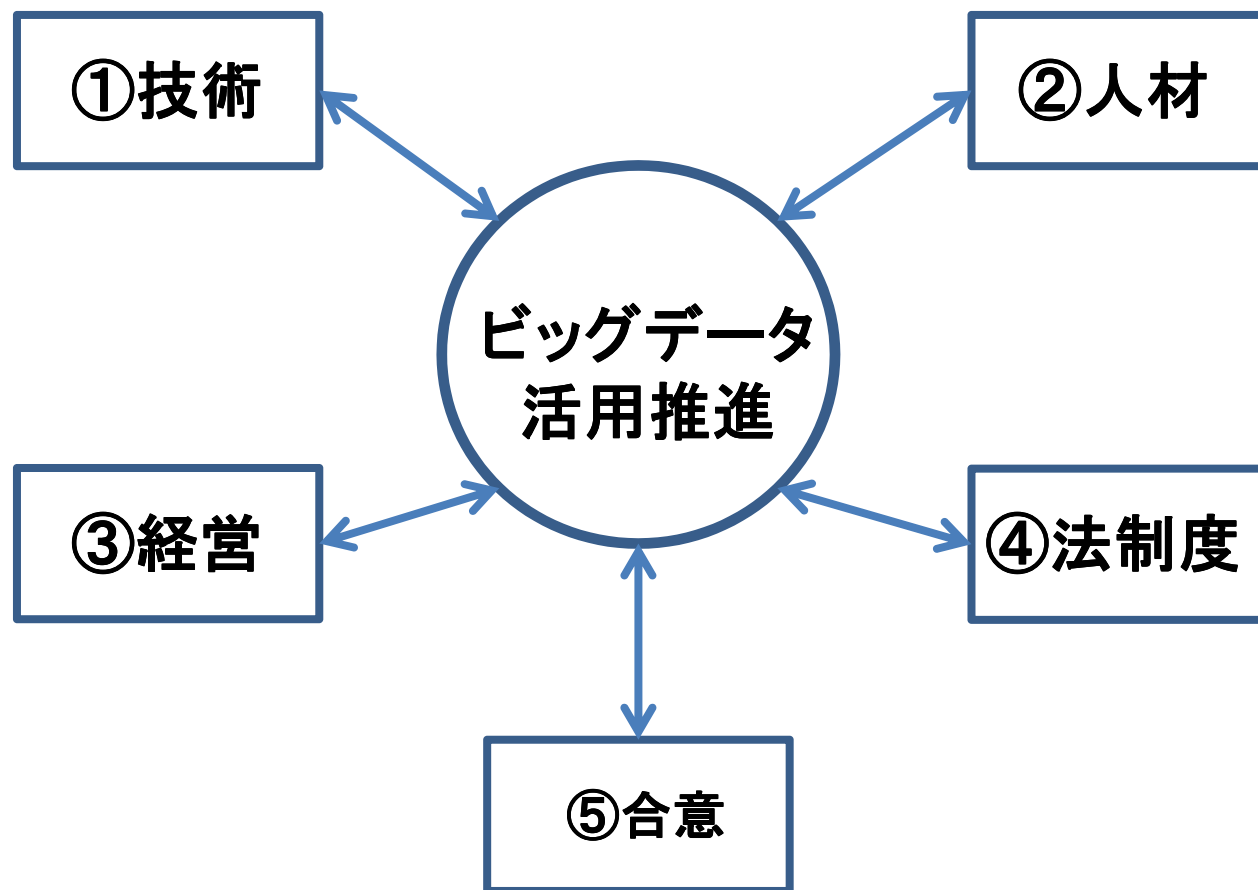 ①技術
②人材
ビッグデータ
活用推進
③経営
④法制度
⑤合意